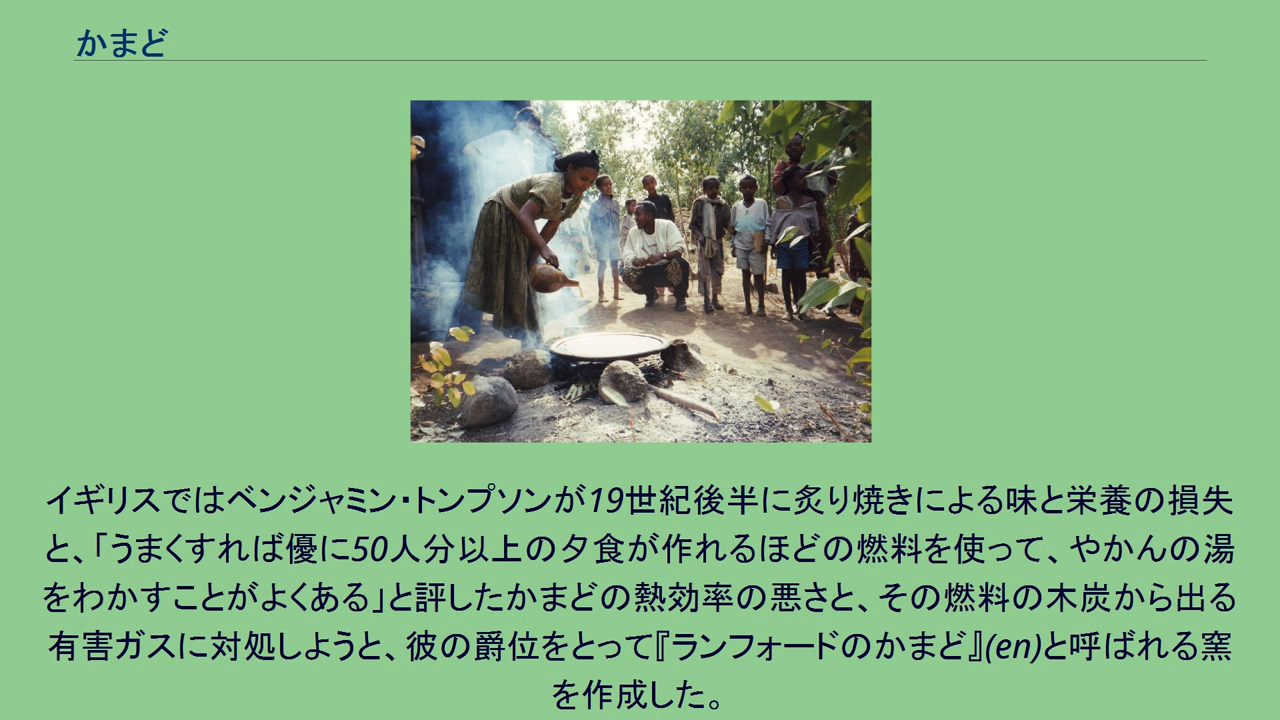 かまど
イギリスではベンジャミン・トンプソンが19世紀後半に炙り焼きによる味と栄養の損失
と、「うまくすれば優に50人分以上の夕食が作れるほどの燃料を使って、やかんの湯
をわかすことがよくある」と評したかまどの熱効率の悪さと、その燃料の木炭から出る
有害ガスに対処しようと、彼の爵位をとって『ランフォードのかまど』(en)と呼ばれる窯
を作成した。